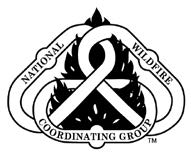 NATIONAL WILDFIRE
COORDINATING GROUP
TM